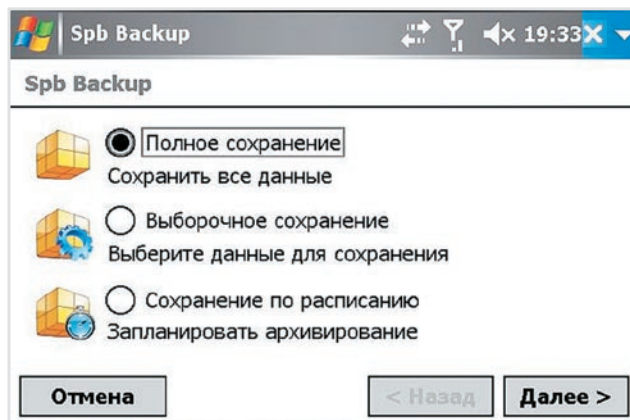 Spb Backup 19:33
Spb Backup
Полное сохранение
Сохранить все данные
Выборочное сохранение
Выберите данные для сохранения
Сохранение по расписанию
Запланировать архивирование
Отмена < Назад Далее >